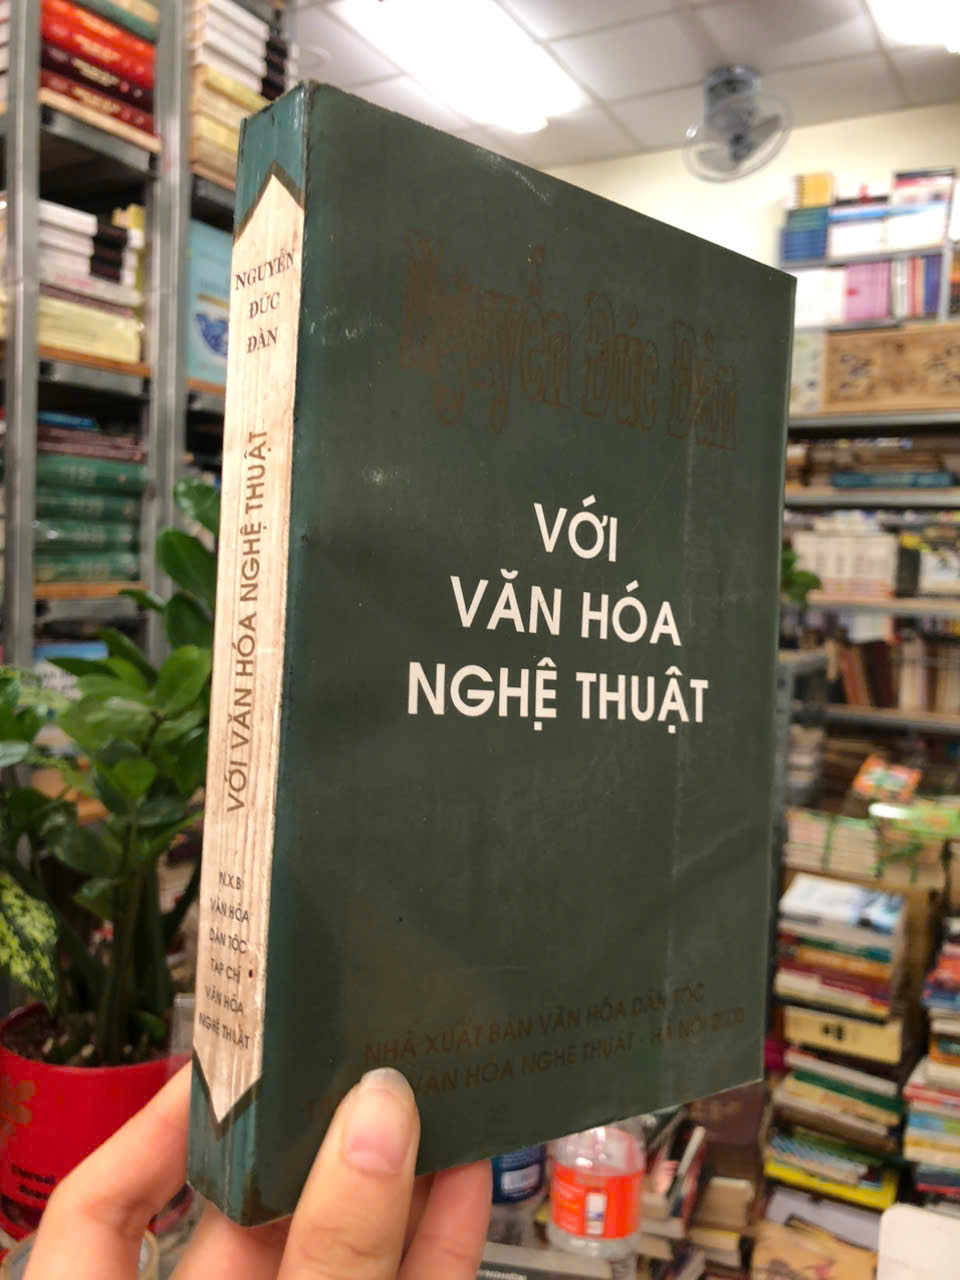 NGUYỄN
ĐỨC
ĐÀN
VỚI VĂN HÓA NGHỆ THUẬT
N.X.B
VĂN HÓA
DÂN TỘC
TẠP CHÍ
VĂN HÓA
NGHỆ THUẬT
Nguyễn Đức Đàn
VỚI
VĂN HÓA
NGHỆ THUẬT
NHÀ XUẤT BẢN VĂN HÓA DÂN TỘC
VĂN HÓA NGHỆ THUẬT - HÀ NỘI